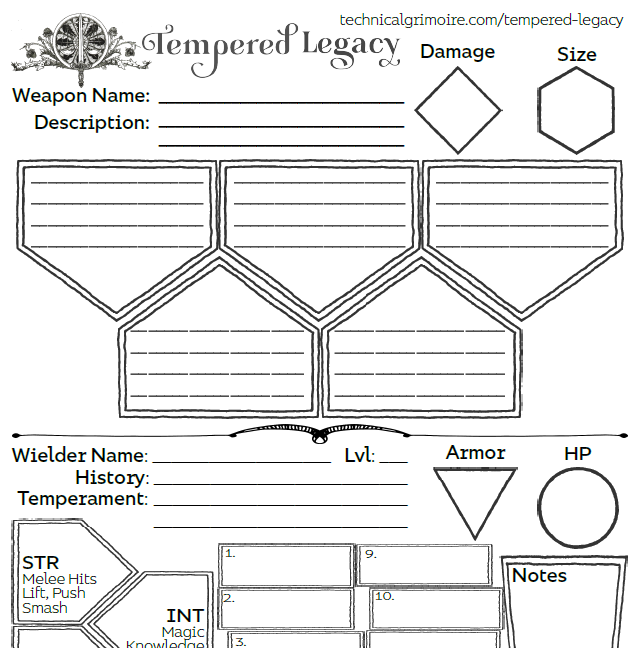 technicalgrimoire.com/tempered-legacy
Tempered Legacy
Damage
Size
Weapon Name:
Description:
Wielder Name:
Lvl:
History:
Temperament:
Armor
HP
STR
Melee Hits
Lift, Push
Smash
INT
Magic
Knowledge
1.
2.
3.
9.
10.
Notes